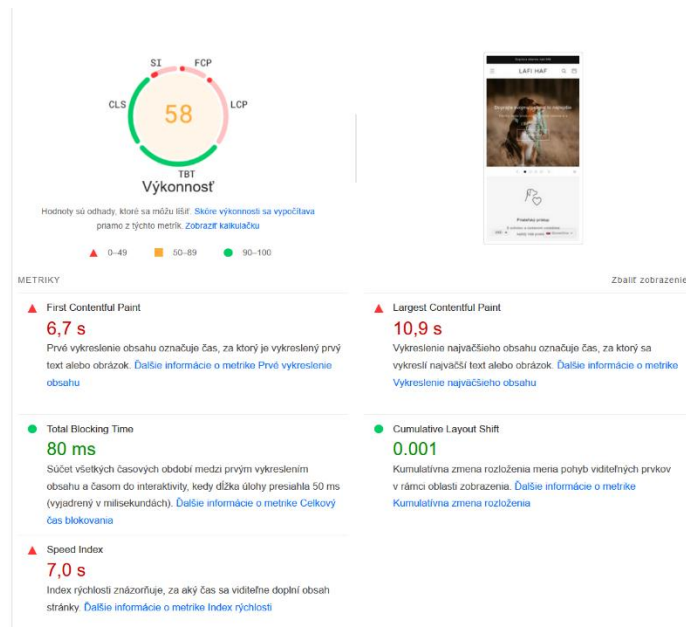 SI
FCP
CLS
LCP
58
TBT
Výkonnosť
Hodnoty sú odhady, ktoré sa môžu líšiť. Skóre výkonnosti sa vypočítava
priamo z týchto metrík. Zobraziť kalkulačku
0–49
50–89
90–100
LAFI HAF
METRIKY
Zbaliť zobrazenie
First Contentful Paint
6,7 s
Prvé vykreslenie obsahu označuje čas, za ktorý je vykreslený prvý
text alebo obrázok. Ďalšie informácie o metrike Prvé vykreslenie
obsahu
Largest Contentful Paint
10,9 s
Vykreslenie najväčšieho obsahu označuje čas, za ktorý sa
vykreslí najväčší text alebo obrázok. Ďalšie informácie o metrike
Vykreslenie najväčšieho obsahu
Total Blocking Time
80 ms
Súčet všetkých časových období medzi prvým vykreslením
obsahu a časom do interaktivity, kedy dĺžka úlohy presiahla 50 ms
(vyjadrený v milisekundách). Ďalšie informácie o metrike Celkový
čas blokovania
Cumulative Layout Shift
0.001
Kumulatívna zmena rozloženia meria pohyb viditeľných prvkov
v rámci oblasti zobrazenia. Ďalšie informácie o metrike
Kumulatívna zmena rozloženia
Speed Index
7,0 s
Index rýchlosti znázorňuje, za aký čas sa viditeľne doplní obsah
stránky. Ďalšie informácie o metrike Index rýchlosti